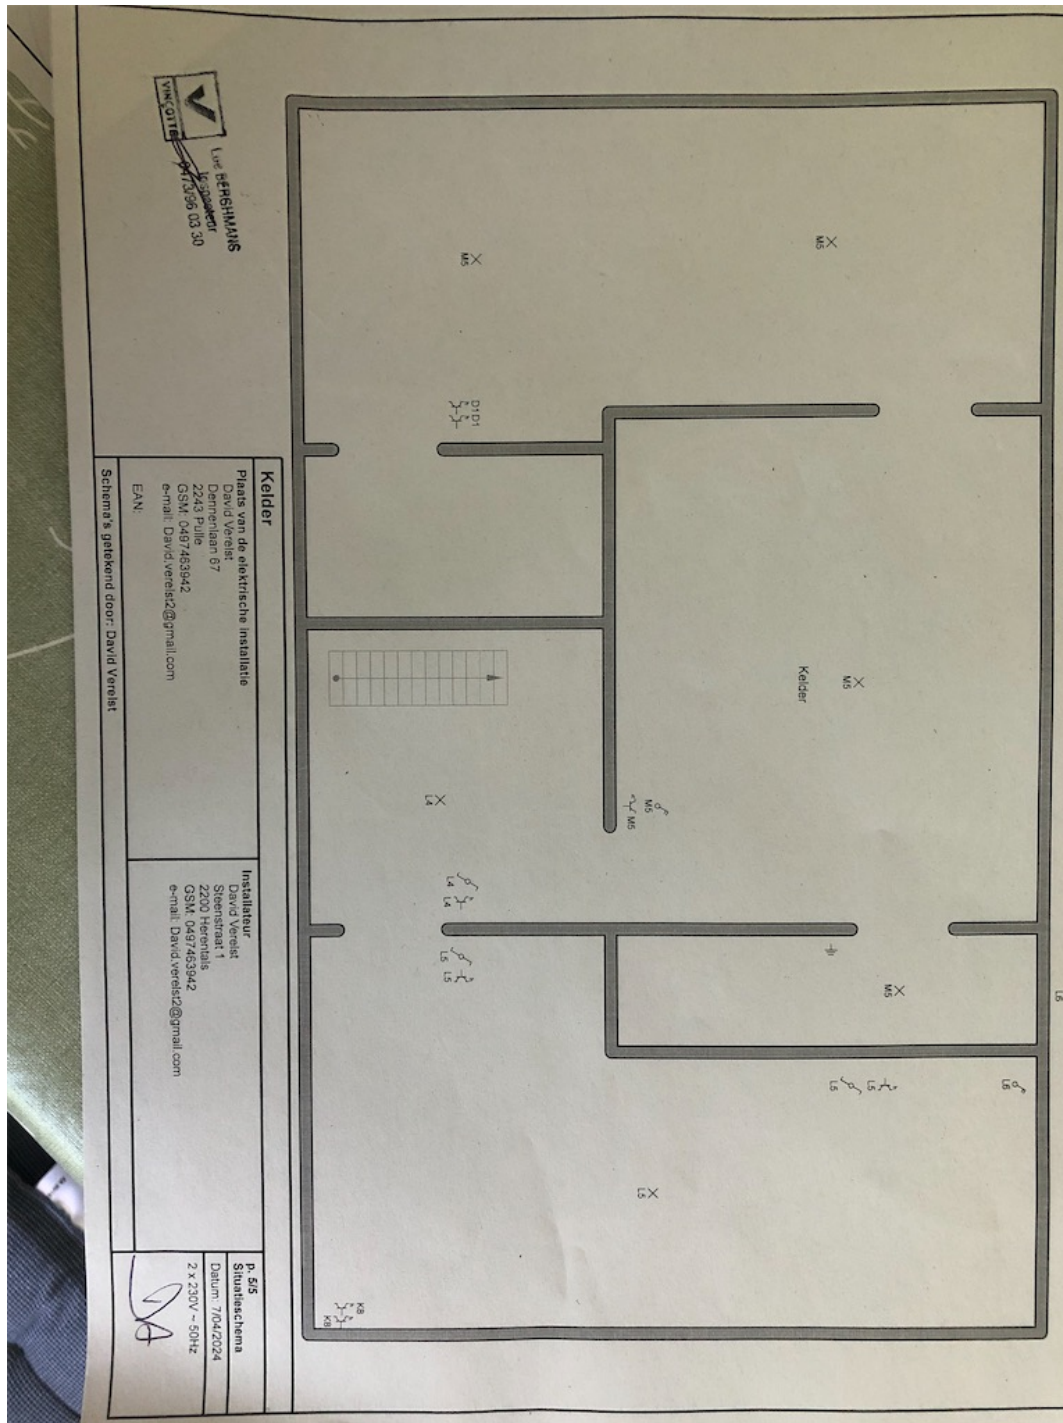 VINÇOTTE
Luc BERGHMANS
Inspecteur
0473/96 03 30
M5
M5
D1 D1
Kelder
M5
M5
M5
L4
L4
L4
L5
L5
M5
L6
L5
L5
L6
L5
K8
K8
Kelder
Plaats van de elektrische installatie
David Verelst
Dennenlaan 67
2243 Pulle
GSM: 0497463942
e-mail: David.verelst2@gmail.com
EAN:
Installateur
David Verelst
Steenstraat 1
2200 Herentals
GSM: 0497463942
e-mail: David.verelst2@gmail.com
p. 5/5
Situatieschema
Datum: 7/04/2024
2 x 230V ~ 50Hz
Schema's getekend door: David Verelst